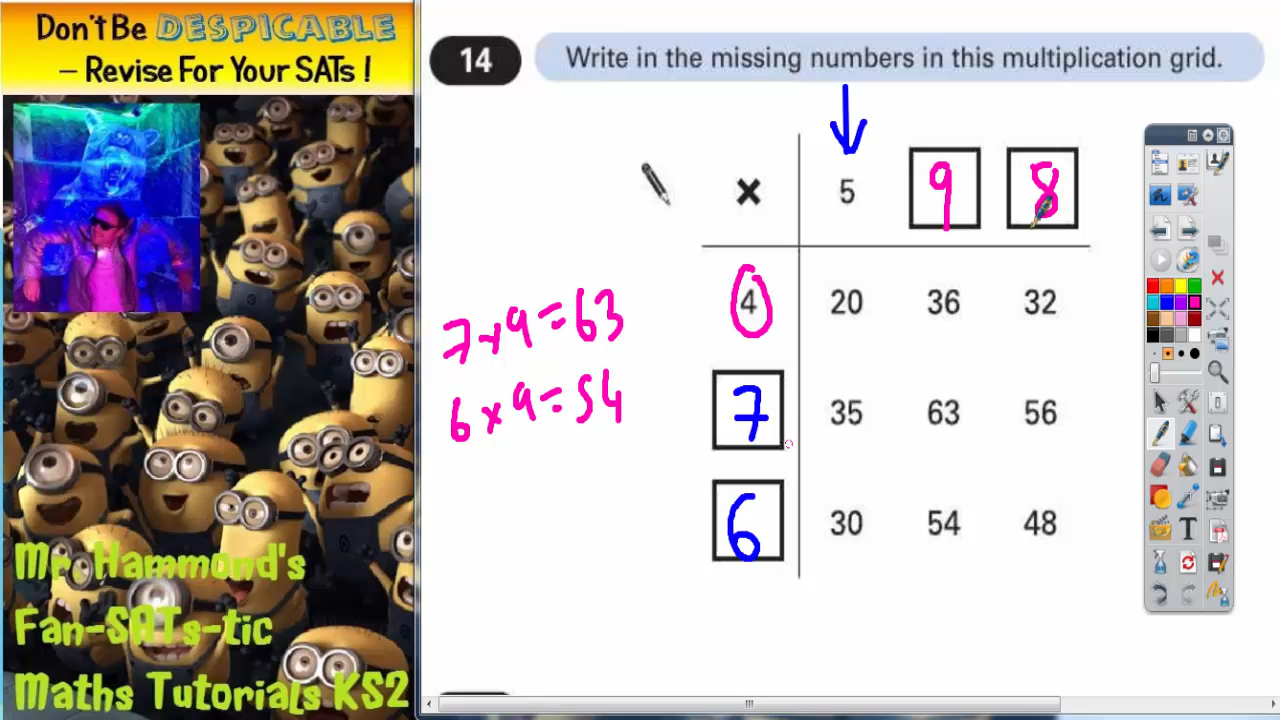 Don't Be DESPICABLE
– Revise For Your SATs !
Mr. Hammond's
Fan-SATs-tic
Maths Tutorials KS2
14 Write in the missing numbers in this multiplication grid.
× 5 9 8
4 20 36 32
7×9=63
7 35 63 56
6×9=54
6 30 54 48